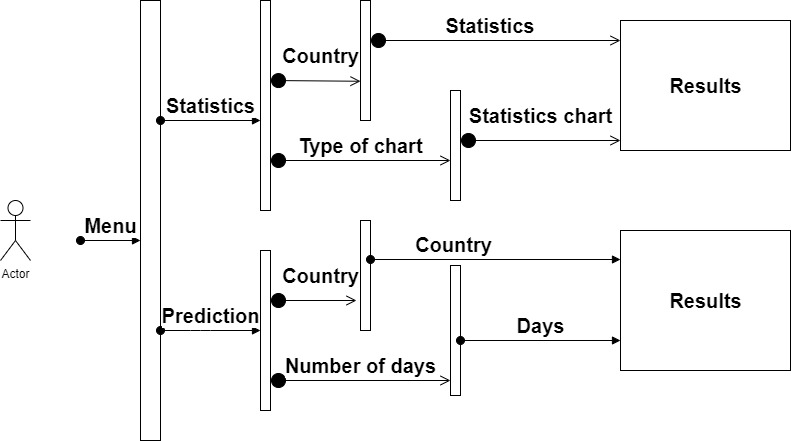 Statistics
Country
Results
Statistics
Statistics chart
Type of chart
Menu
Actor
Country
Country
Results
Prediction
Days
Number of days